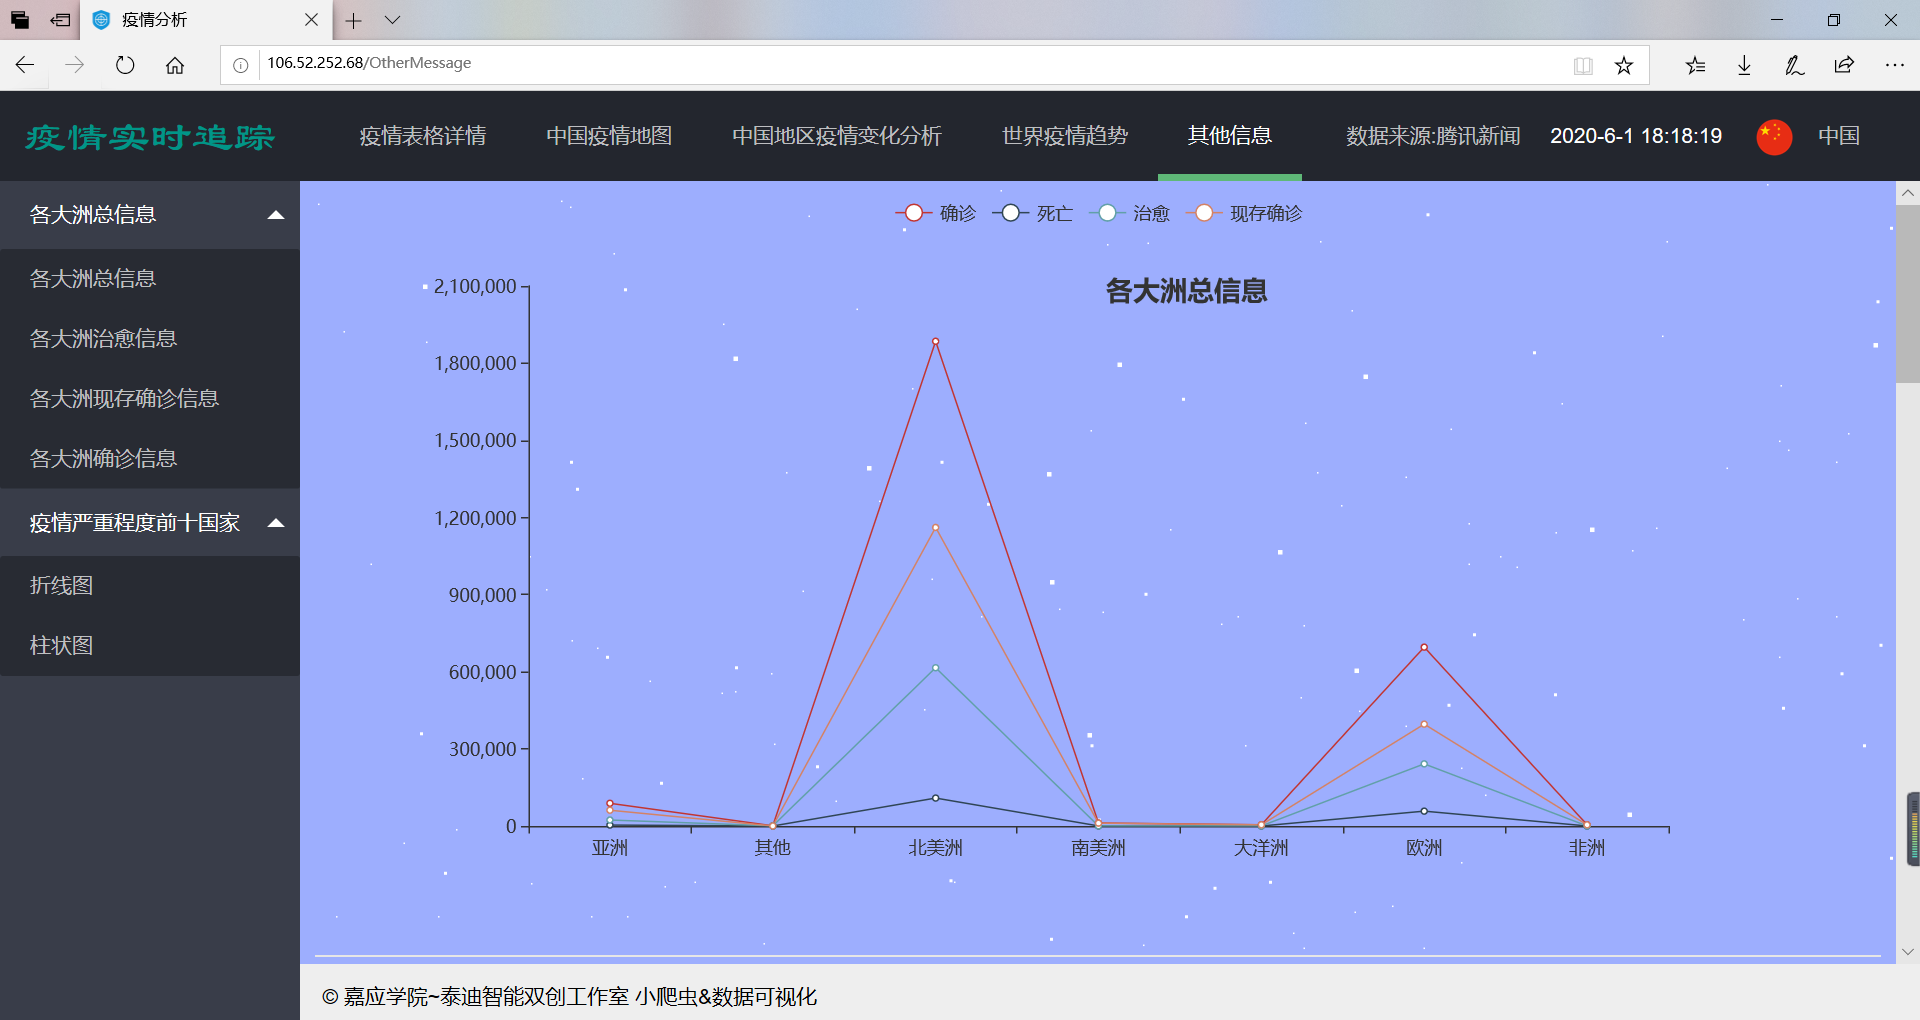 疫情分析
106.52.252.68/OtherMessage
疫情实时追踪
疫情表格详情
中国疫情地图
中国地区疫情变化分析
世界疫情趋势
其他信息
数据来源:腾讯新闻
2020-6-1 18:18:19
中国
各大洲总信息
各大洲总信息
各大洲治愈信息
各大洲现存确诊信息
各大洲确诊信息
疫情严重程度前十国家
折线图
柱状图
确诊 死亡 治愈 现存确诊
各大洲总信息
2,100,000
1,800,000
1,500,000
1,200,000
900,000
600,000
300,000
0
亚洲 其他 北美洲 南美洲 大洋洲 欧洲 非洲
© 嘉应学院~泰迪智能双创工作室 小爬虫&数据可视化